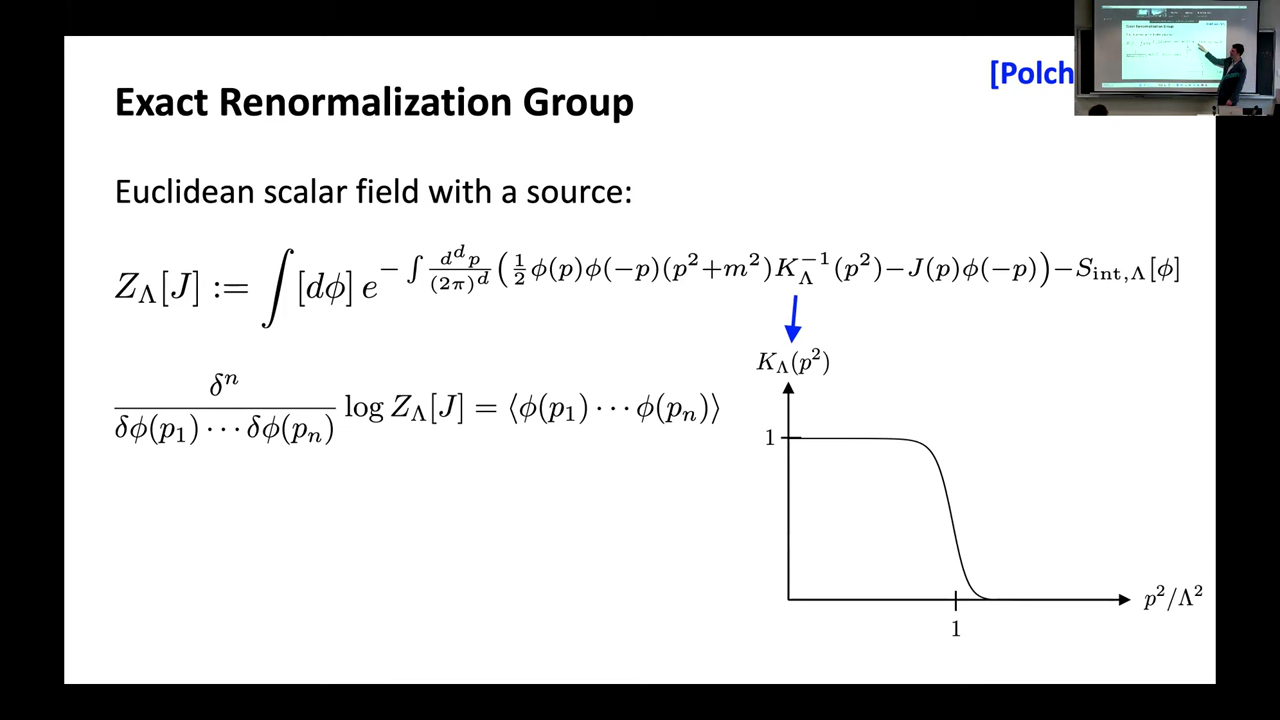 [Polch
Exact Renormalization Group
Euclidean scalar field with a source:
$Z_\Lambda[J] := \int [d\phi]\, e^{-\int \frac{d^d p}{(2\pi)^d} \left( \frac{1}{2} \phi(p)\phi(-p)(p^2+m^2) K_\Lambda^{-1}(p^2) - J(p)\phi(-p) \right) - S_{\text{int},\Lambda}[\phi]}$
$\frac{\delta^n}{\delta\phi(p_1)\cdots\delta\phi(p_n)} \log Z_\Lambda[J] = \langle \phi(p_1)\cdots\phi(p_n) \rangle$
$K_\Lambda(p^2)$
1
$p^2/\Lambda^2$
1